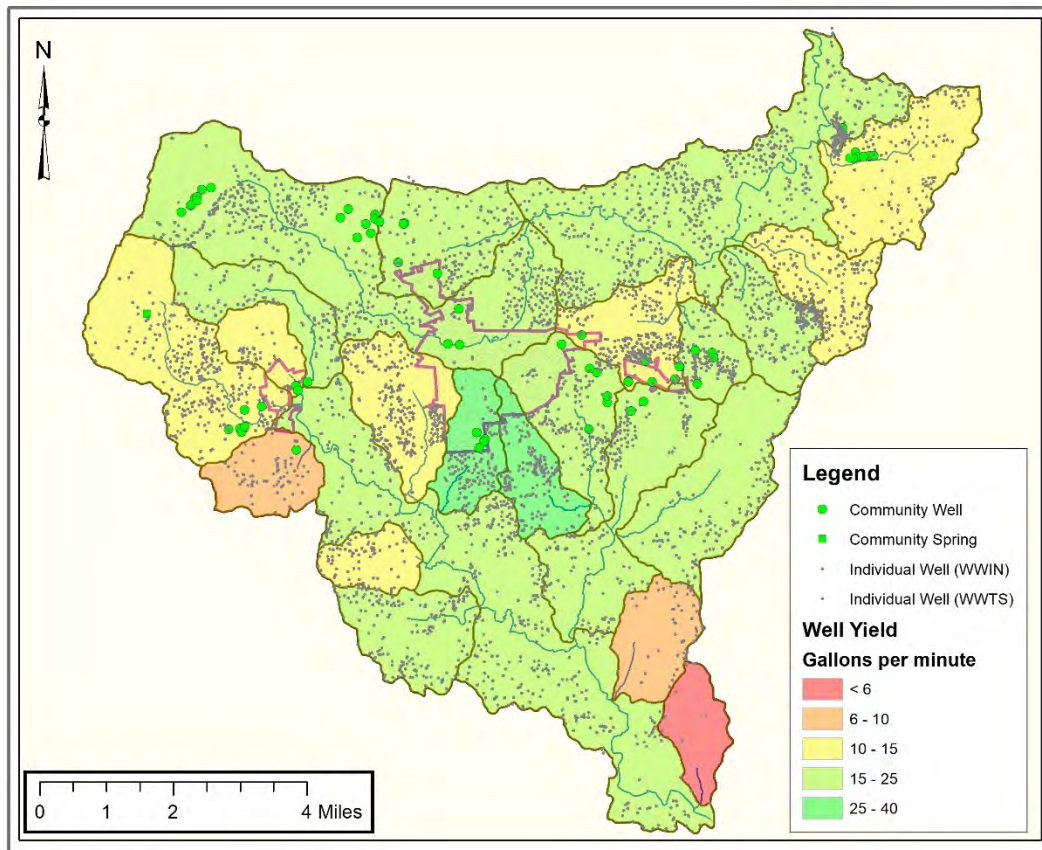 N
Legend
Community Well
Community Spring
Individual Well (WWIN)
Individual Well (WWTS)
Well Yield
Gallons per minute
< 6
6 - 10
10 - 15
15 - 25
25 - 40
0 1 2 4 Miles